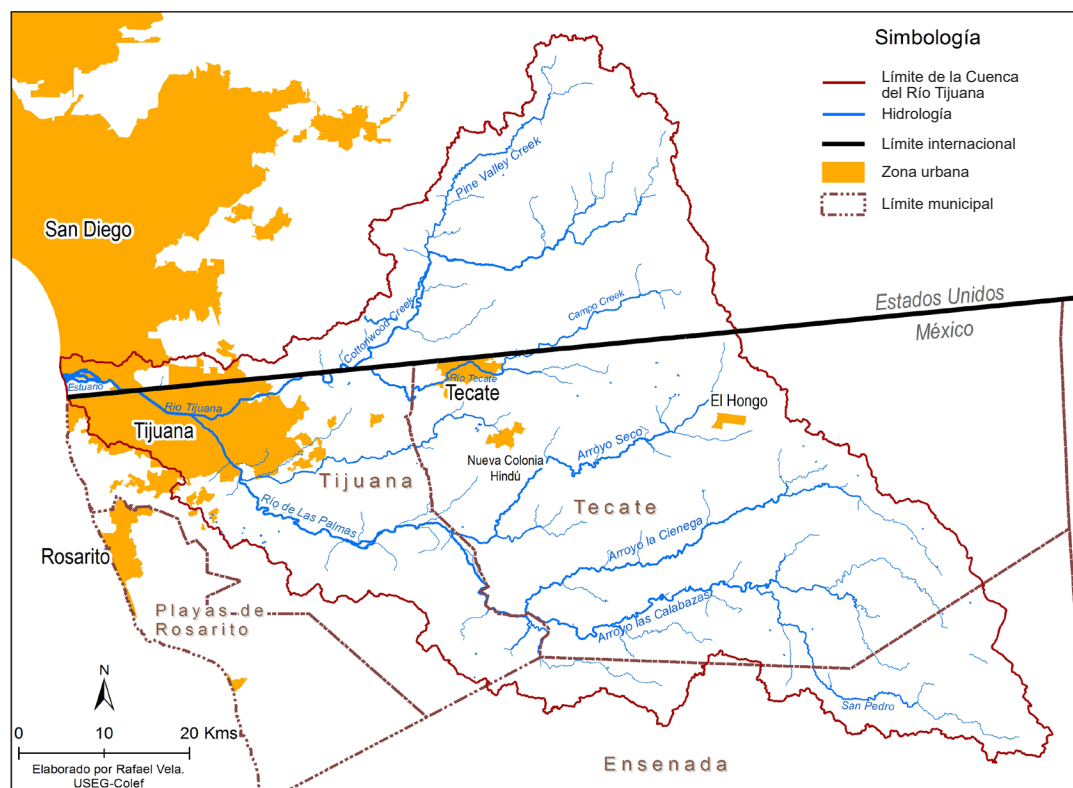 Simbología
Límite de la Cuenca
del Río Tijuana
Hidrología
Límite internacional
Zona urbana
Límite municipal
San Diego
Pine Valley Creek
Cottonwood Creek
Campo Creek
Estados Unidos
México
Estuario
Río Tijuana
Río Tecate
Tecate
Tijuana
El Hongo
Nueva Colonia
Hindú
Arroyo Seco
Tijuana
Tecate
Río de Las Palmas
Arroyo la Cienega
Rosarito
Playas de
Rosarito
Arroyo las Calabazas
San Pedro
Ensenada
N
0 10 20 Kms
Elaborado por Rafael Vela.
USEG-Colef